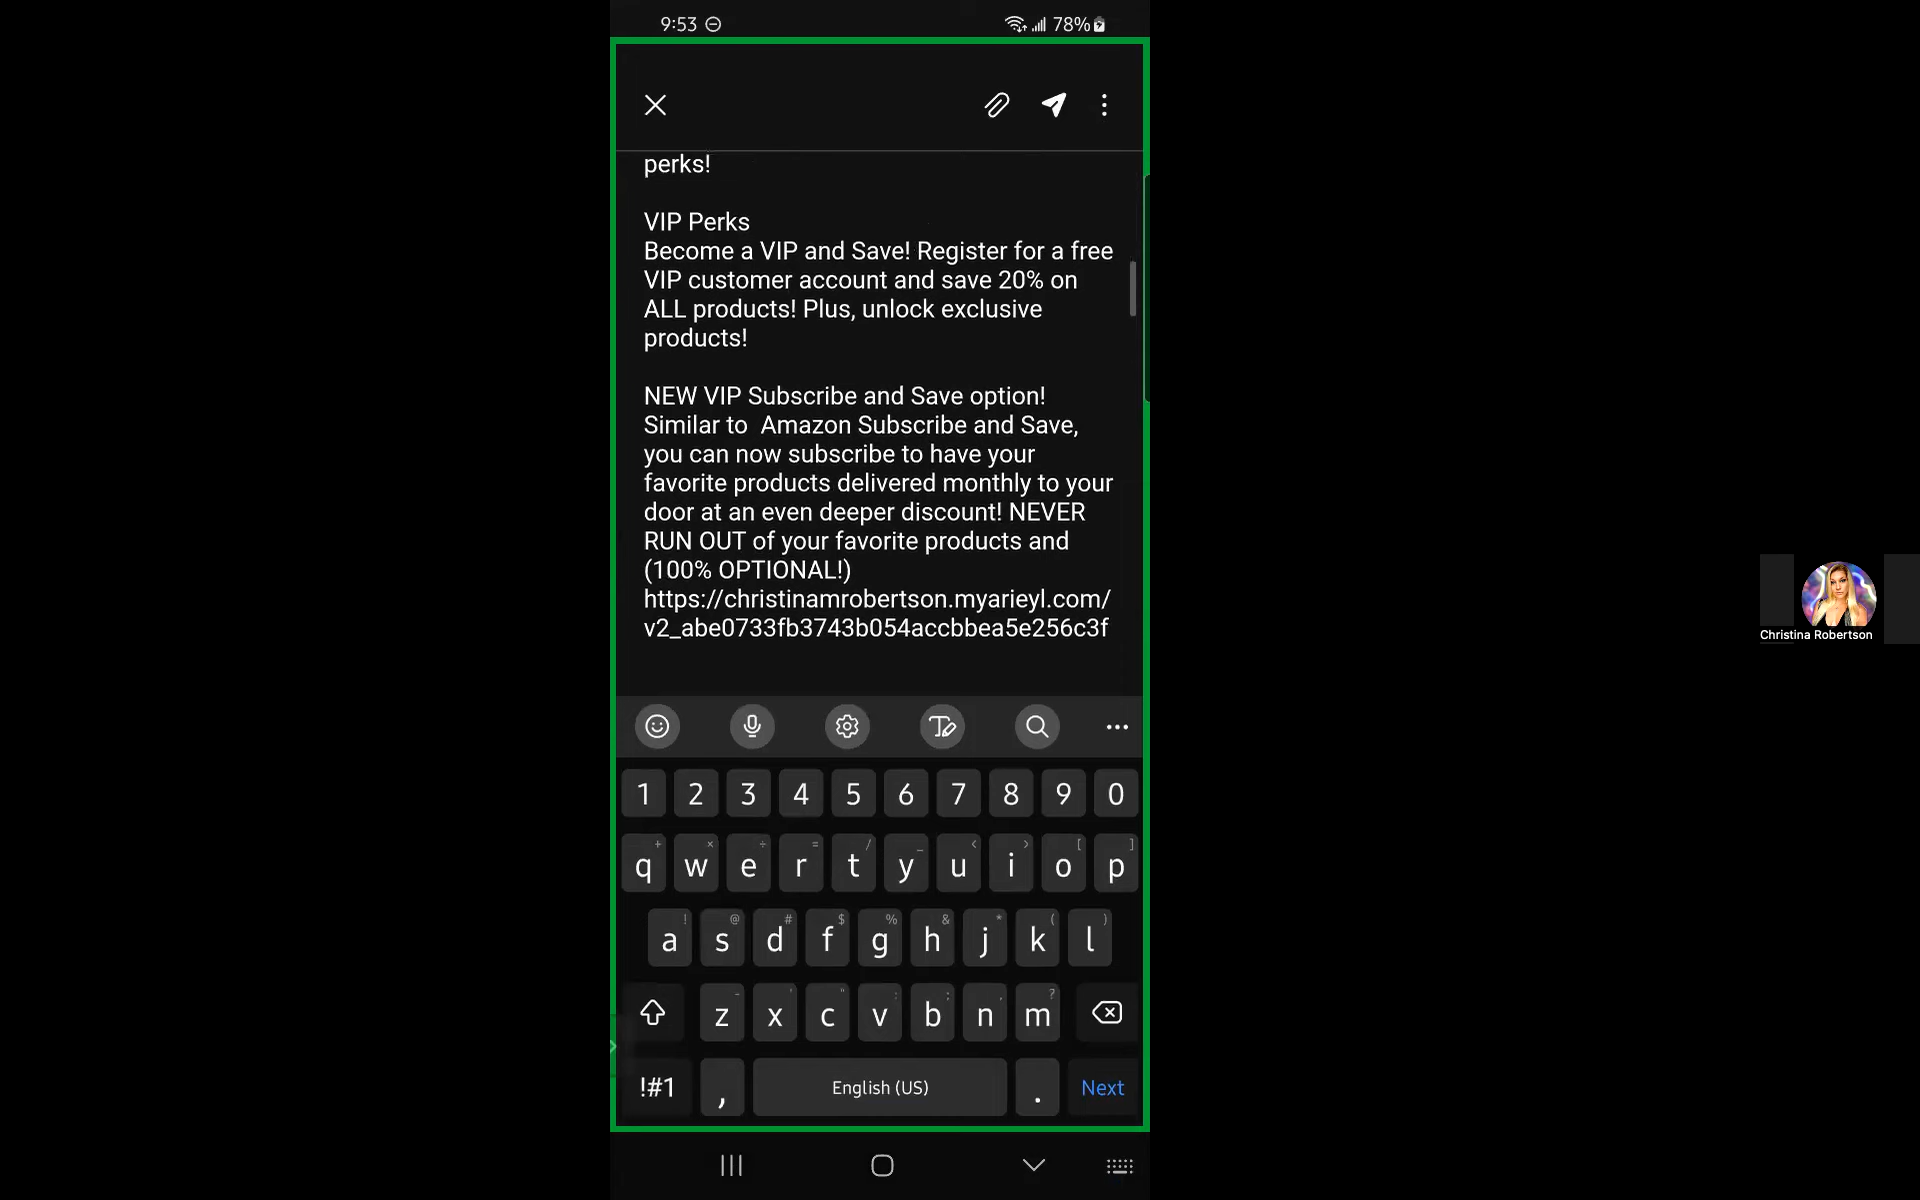 9:53 78%
perks!
VIP Perks
Become a VIP and Save! Register for a free
VIP customer account and save 20% on
ALL products! Plus, unlock exclusive
products!
NEW VIP Subscribe and Save option!
Similar to  Amazon Subscribe and Save,
you can now subscribe to have your
favorite products delivered monthly to your
door at an even deeper discount! NEVER
RUN OUT of your favorite products and
(100% OPTIONAL!)
https://christinamrobertson.myarieyl.com/
v2_abe0733fb3743b054accbbea5e256c3f
Christina Robertson
1 2 3 4 5 6 7 8 9 0
+ × ÷ = / _ < > [ ]
q w e r t y u i o p
! @ # $ % & * ( )
a s d f g h j k l
- ' " : ; , ?
z x c v b n m
!#1 , English (US) . Next